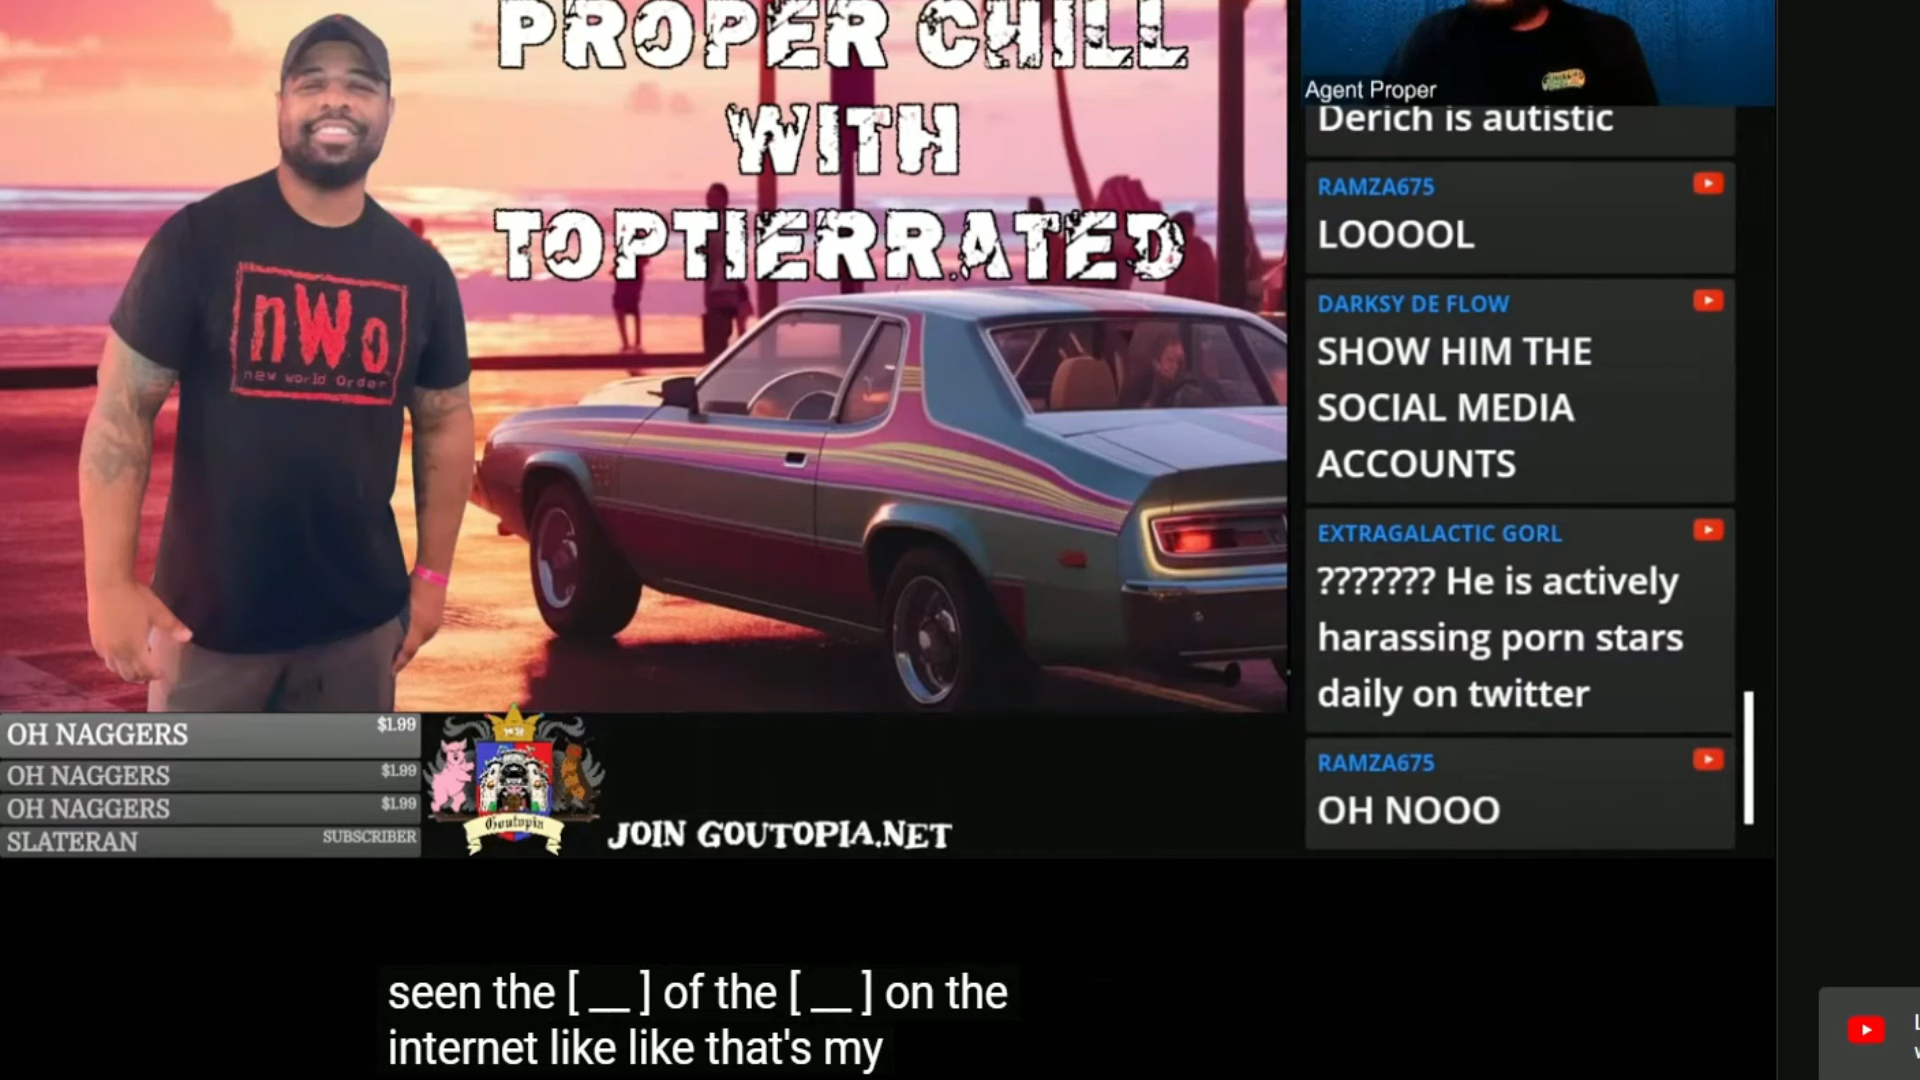 PROPER CHILL
WITH
TOPTIERRATED
nWo
new world Order
Agent Proper
Derich is autistic
RAMZA675
LOOOOL
DARKSY DE FLOW
SHOW HIM THE
SOCIAL MEDIA
ACCOUNTS
EXTRAGALACTIC GORL
??????? He is actively
harassing porn stars
daily on twitter
RAMZA675
OH NOOO
OH NAGGERS $1.99
OH NAGGERS $1.99
OH NAGGERS $1.99
SLATERAN SUBSCRIBER
Goutopia
JOIN GOUTOPIA.NET
seen the [ __ ] of the [ __ ] on the
internet like like that's my